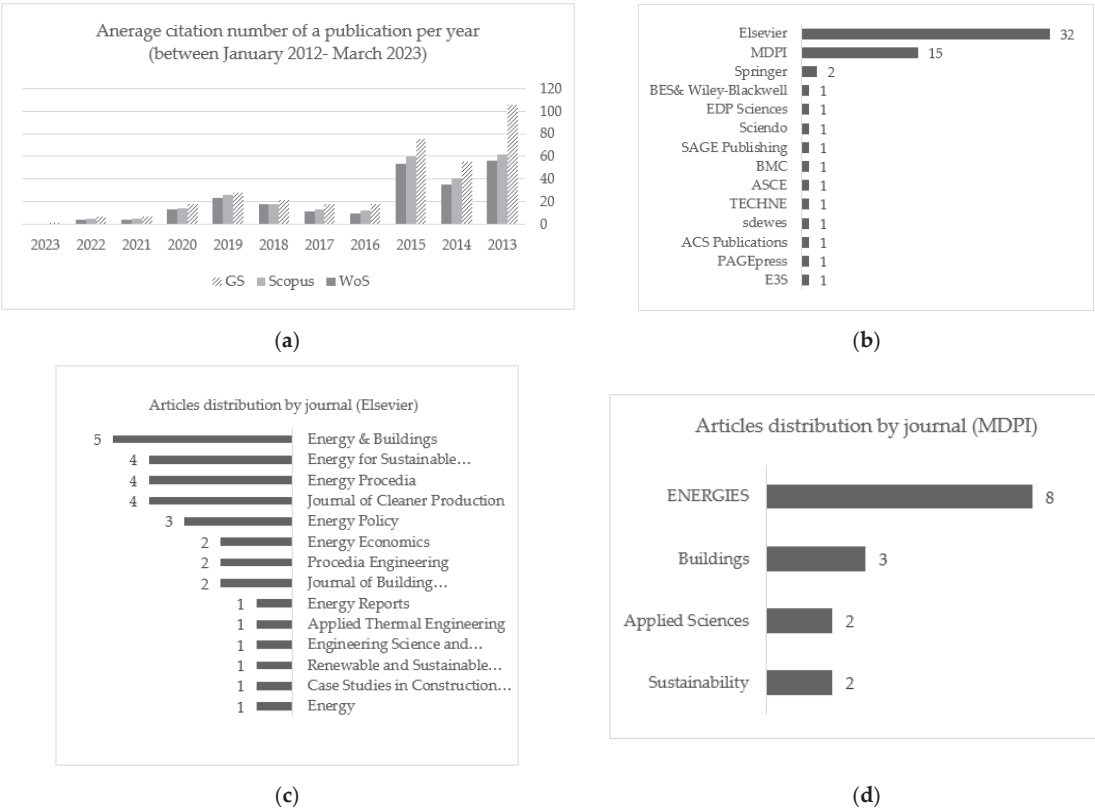 Anerage citation number of a publication per year
(between January 2012- March 2023)
120
100
80
60
40
20
0
2023 2022 2021 2020 2019 2018 2017 2016 2015 2014 2013
GS Scopus WoS
(a)
Elsevier 32
MDPI 15
Springer 2
BES& Wiley-Blackwell 1
EDP Sciences 1
Sciendo 1
SAGE Publishing 1
BMC 1
ASCE 1
TECHNE 1
sdewes 1
ACS Publications 1
PAGEpress 1
E3S 1
(b)
Articles distribution by journal (Elsevier)
5 Energy & Buildings
4 Energy for Sustainable...
4 Energy Procedia
4 Journal of Cleaner Production
3 Energy Policy
2 Energy Economics
2 Procedia Engineering
2 Journal of Building...
1 Energy Reports
1 Applied Thermal Engineering
1 Engineering Science and...
1 Renewable and Sustainable...
1 Case Studies in Construction...
1 Energy
(c)
Articles distribution by journal (MDPI)
ENERGIES 8
Buildings 3
Applied Sciences 2
Sustainability 2
(d)